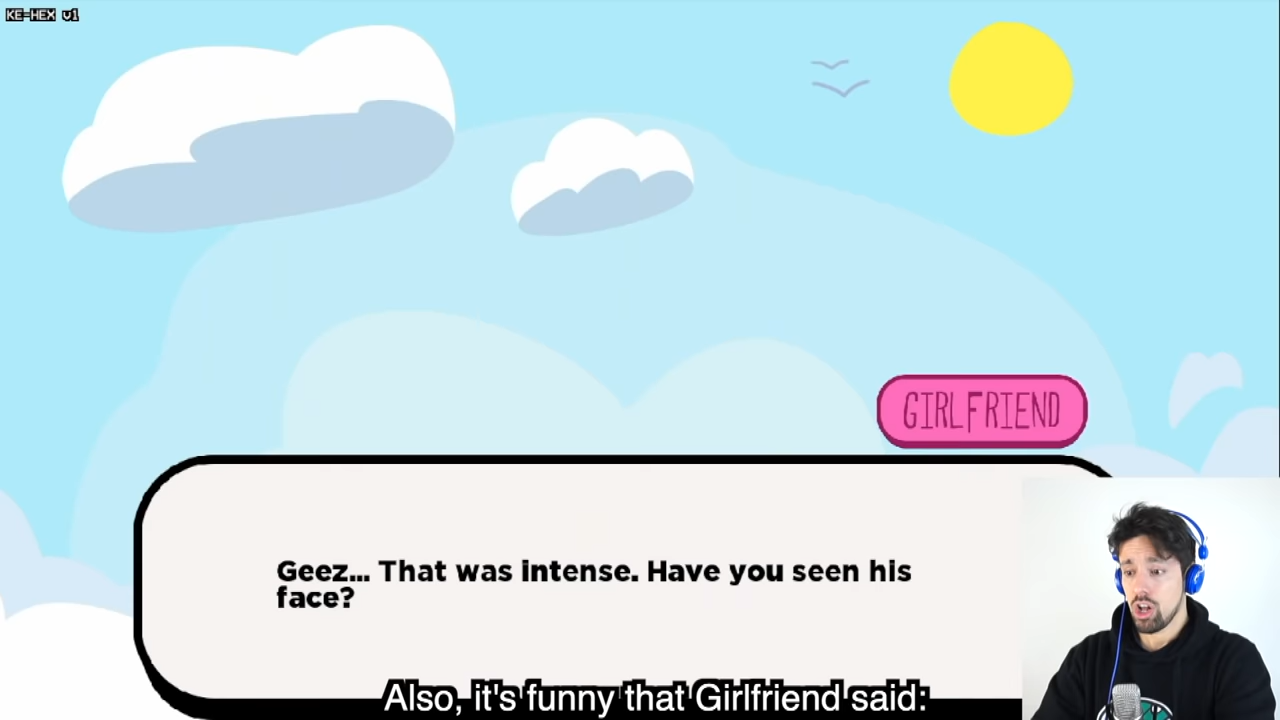 KE-HEX v1
GIRLFRIEND
Geez... That was intense. Have you seen his
face?
Also, it's funny that Girlfriend said: